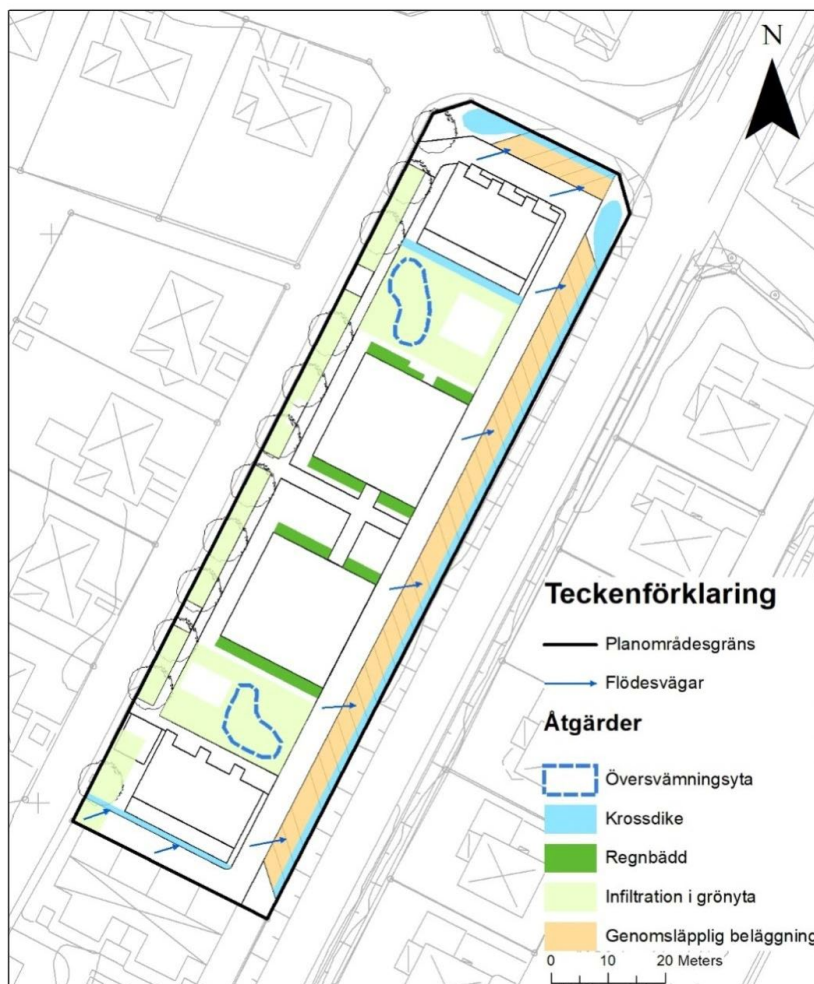 N
Teckenförklaring
Planområdesgräns
Flödesvägar
Åtgärder
Översvämningsyta
Krossdike
Regnbädd
Infiltration i grönyta
Genomsläpplig beläggning
0 10 20 Meters